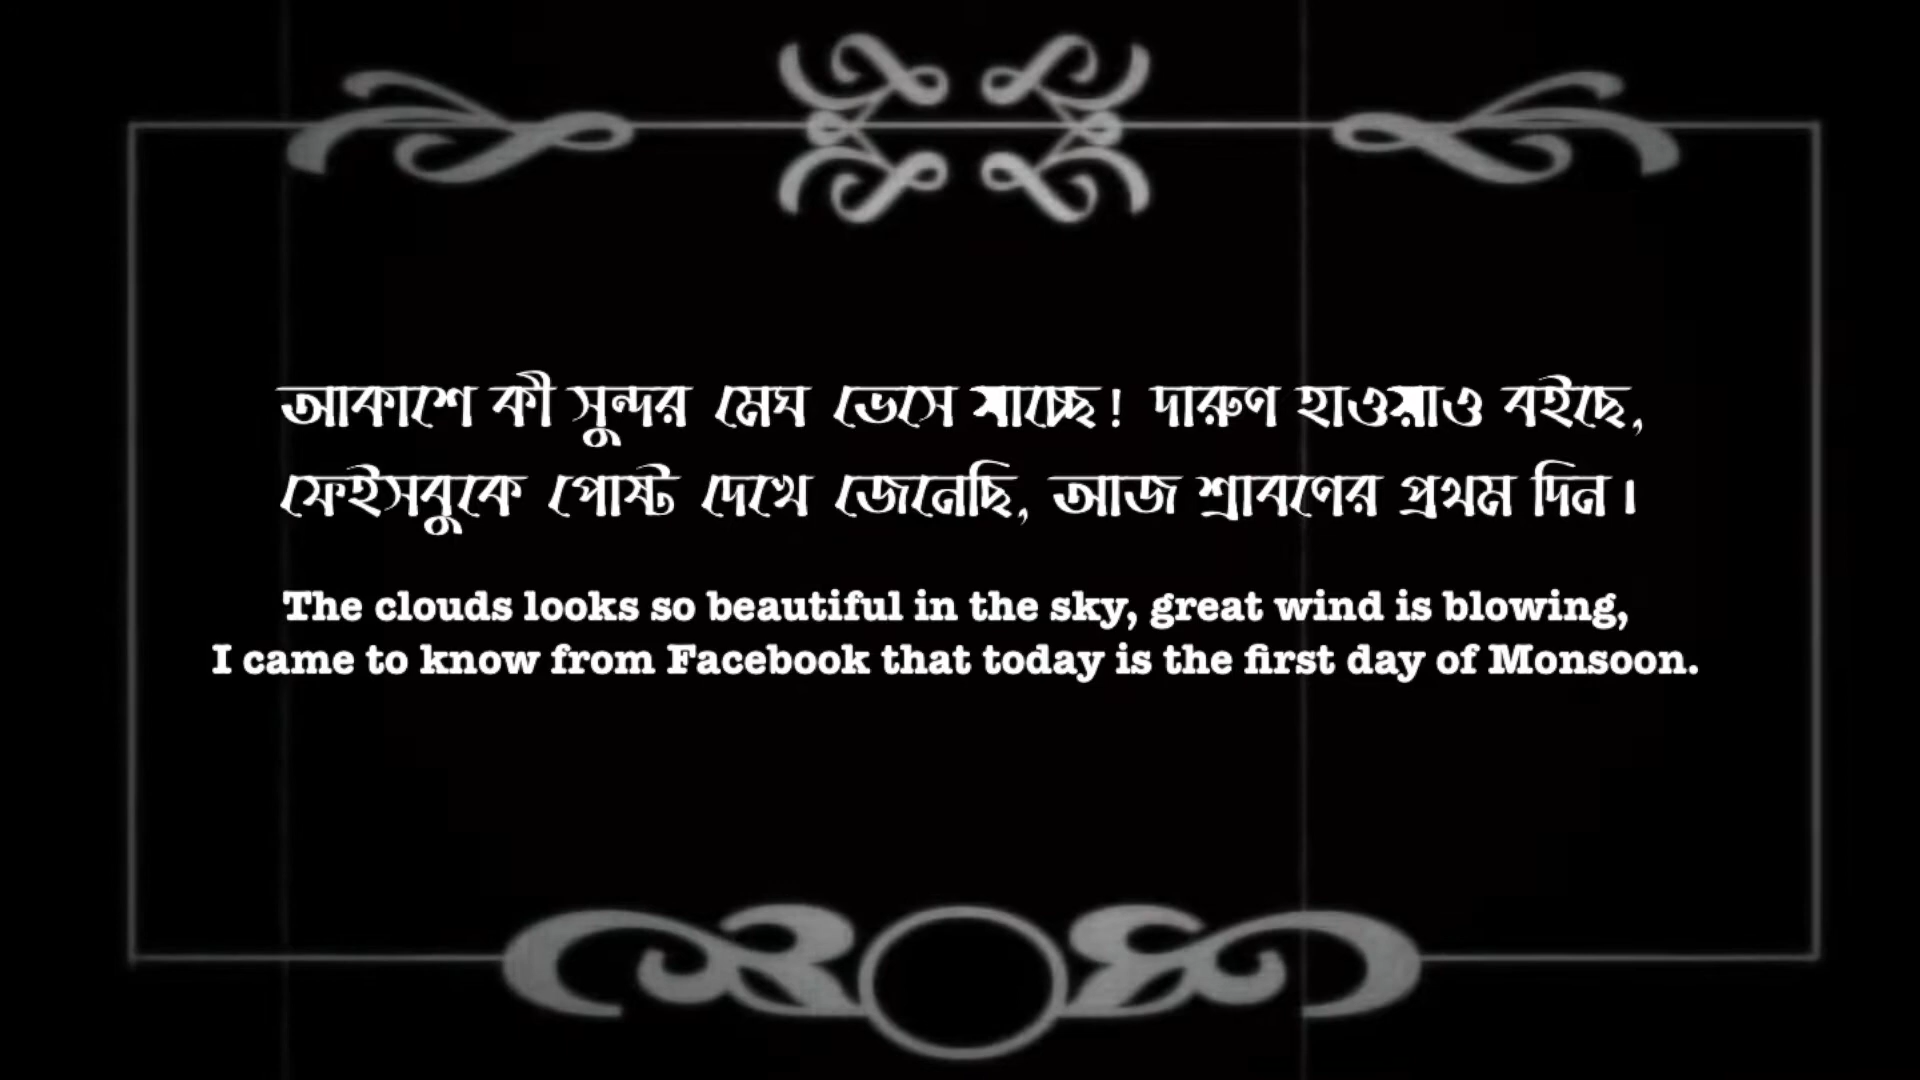 আকাশে কী সুন্দর মেঘ ভেসে যাচ্ছে! দারুণ হাওয়াও বইছে,
ফেইসবুকে পোষ্ট দেখে জেনেছি, আজ শ্রাবণের প্রথম দিন।
The clouds looks so beautiful in the sky, great wind is blowing,
I came to know from Facebook that today is the first day of Monsoon.